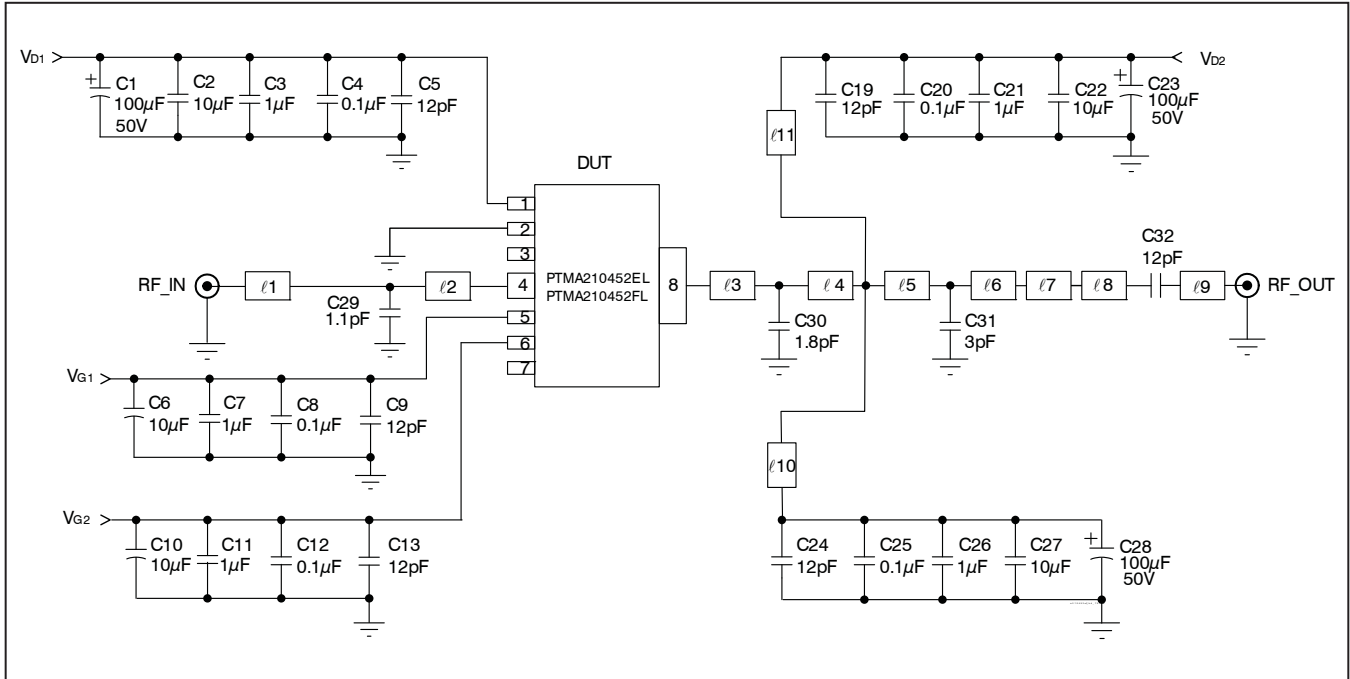 VD1
+
C1
100µF
50V
C2
10µF
C3
1µF
C4
0.1µF
C5
12pF
VD2
C19
12pF
C20
0.1µF
C21
1µF
C22
10µF
+
C23
100µF
50V
ℓ11
DUT
1
2
3
4
5
6
7
8
PTMA210452EL
PTMA210452FL
RF_IN
ℓ1
ℓ2
C29
1.1pF
ℓ3
ℓ4
ℓ5
ℓ6
ℓ7
ℓ8
C32
12pF
ℓ9
RF_OUT
C30
1.8pF
C31
3pF
VG1
C6
10µF
C7
1µF
C8
0.1µF
C9
12pF
ℓ10
VG2
C10
10µF
C11
1µF
C12
0.1µF
C13
12pF
C24
12pF
C25
0.1µF
C26
1µF
C27
10µF
+
C28
100µF
50V